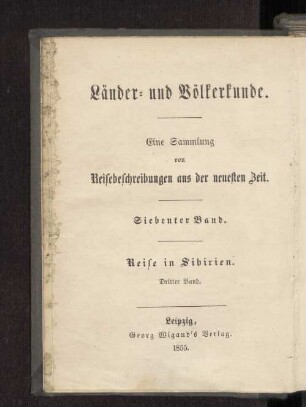 Länder- und Völkerkunde.
Eine Sammlung
von
Reisebeschreibungen aus der neuesten Zeit.
Siebenter Band.
Reise in Sibirien.
Dritter Band.
Leipzig,
Georg Wigand's Verlag.
1855.